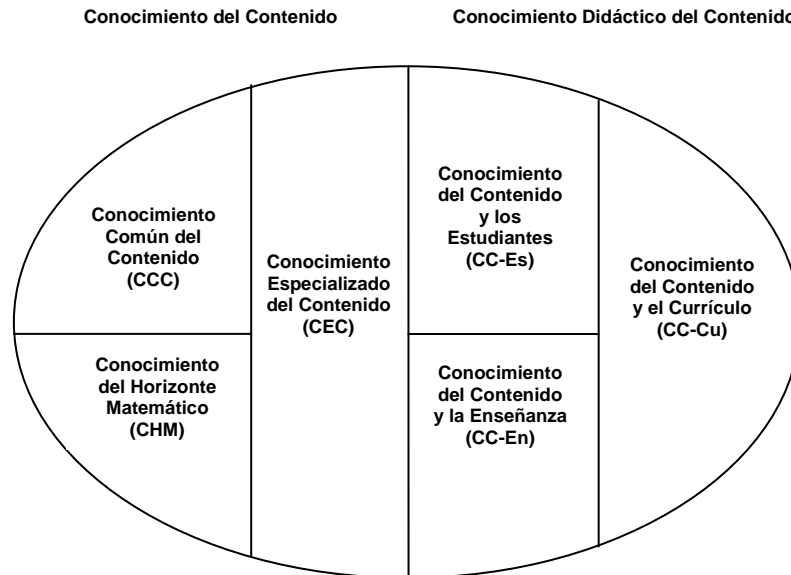 Conocimiento del Contenido
Conocimiento Didáctico del Contenido
Conocimiento
Común del
Contenido
(CCC)
Conocimiento
del Horizonte
Matemático
(CHM)
Conocimiento
Especializado
del Contenido
(CEC)
Conocimiento
del Contenido
y los
Estudiantes
(CC-Es)
Conocimiento
del Contenido
y la Enseñanza
(CC-En)
Conocimiento
del Contenido
y el Currículo
(CC-Cu)